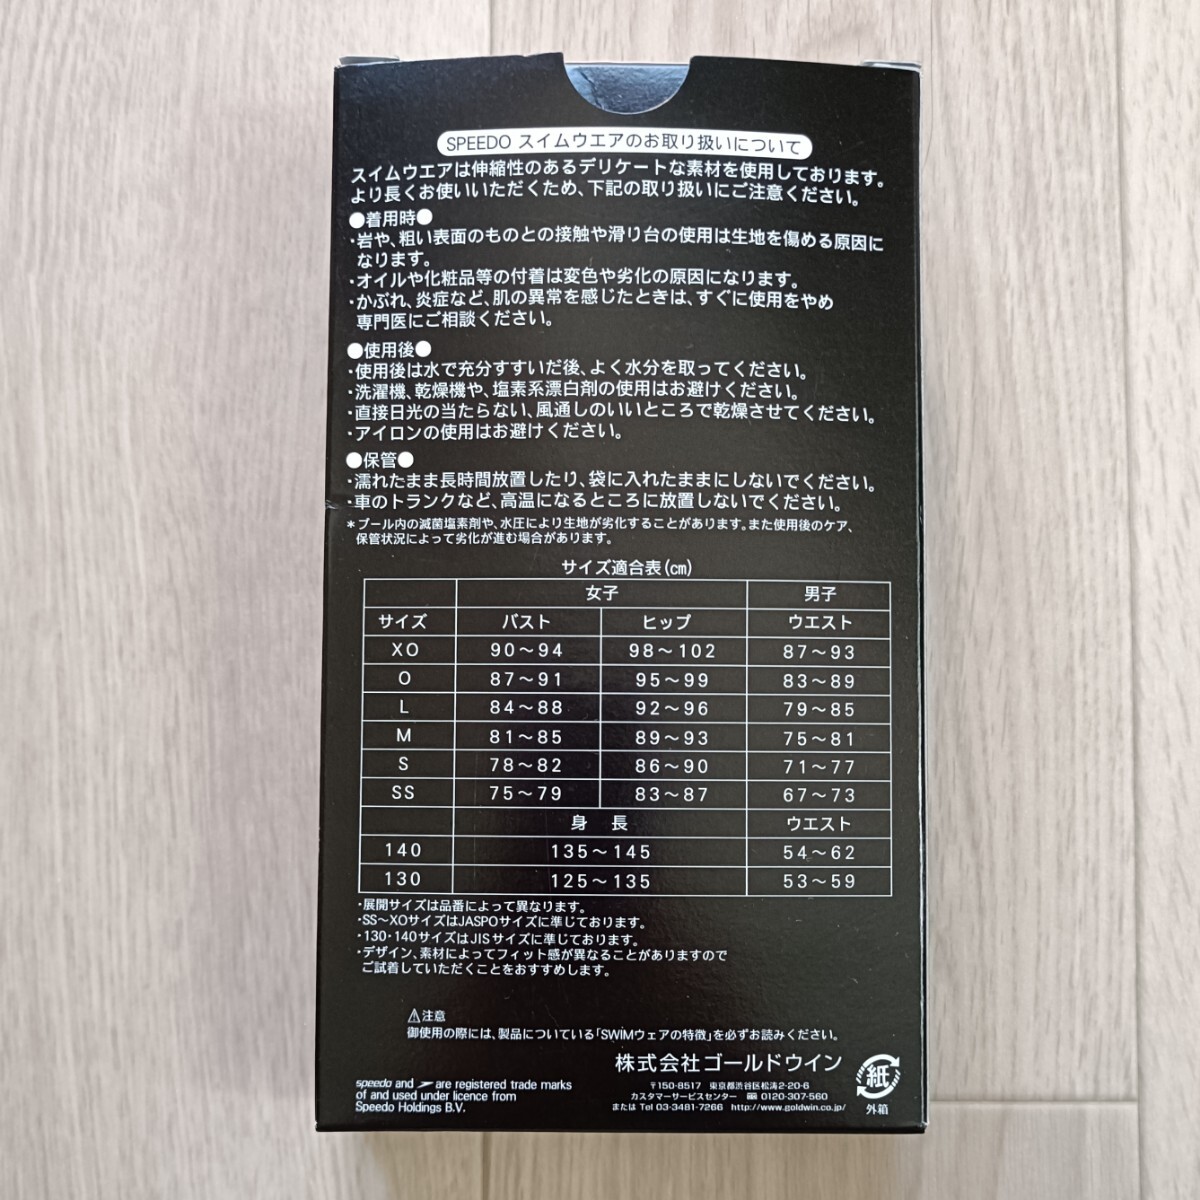 SPEEDO スイムウエアのお取り扱いについて
スイムウエアは伸縮性のあるデリケートな素材を使用しております。
より長くお使いいただくため、下記の取り扱いにご注意ください。
●着用時●
・岩や、粗い表面のものとの接触や滑り台の使用は生地を傷める原因に
なります。
・オイルや化粧品等の付着は変色や劣化の原因になります。
・かぶれ、炎症など、肌の異常を感じたときは、すぐに使用をやめ
専門医にご相談ください。
●使用後●
・使用後は水で充分すすいだ後、よく水分を取ってください。
・洗濯機、乾燥機や、塩素系漂白剤の使用はお避けください。
・直接日光の当たらない、風通しのいいところで乾燥させてください。
・アイロンの使用はお避けください。
●保管●
・濡れたまま長時間放置したり、袋に入れたままにしないでください。
・車のトランクなど、高温になるところに放置しないでください。
*プール内の滅菌塩素剤や、水圧により生地が劣化することがあります。また使用後のケア、
保管状況によって劣化が進む場合があります。
サイズ適合表(cm)
女子 男子
サイズ バスト ヒップ ウエスト
XO 90～94 98～102 87～93
O 87～91 95～99 83～89
L 84～88 92～96 79～85
M 81～85 89～93 75～81
S 78～82 86～90 71～77
SS 75～79 83～87 67～73
身長 ウエスト
140 135～145 54～62
130 125～135 53～59
・展開サイズは品番によって異なります。
・SS～XOサイズはJASPOサイズに準じております。
・130・140サイズはJISサイズに準じております。
・デザイン、素材によってフィット感が異なることがありますので
ご試着していただくことをおすすめします。
⚠注意
御使用の際には、製品についている「SWIMウェアの特徴」を必ずお読みください。
株式会社ゴールドウイン
〒150-8517 東京都渋谷区松涛2-20-6
カスタマーサービスセンター 0120-307-560
または Tel 03-3481-7266 http://www.goldwin.co.jp/
紙
外箱
speedo and are registered trade marks
of and used under licence from
Speedo Holdings B.V.